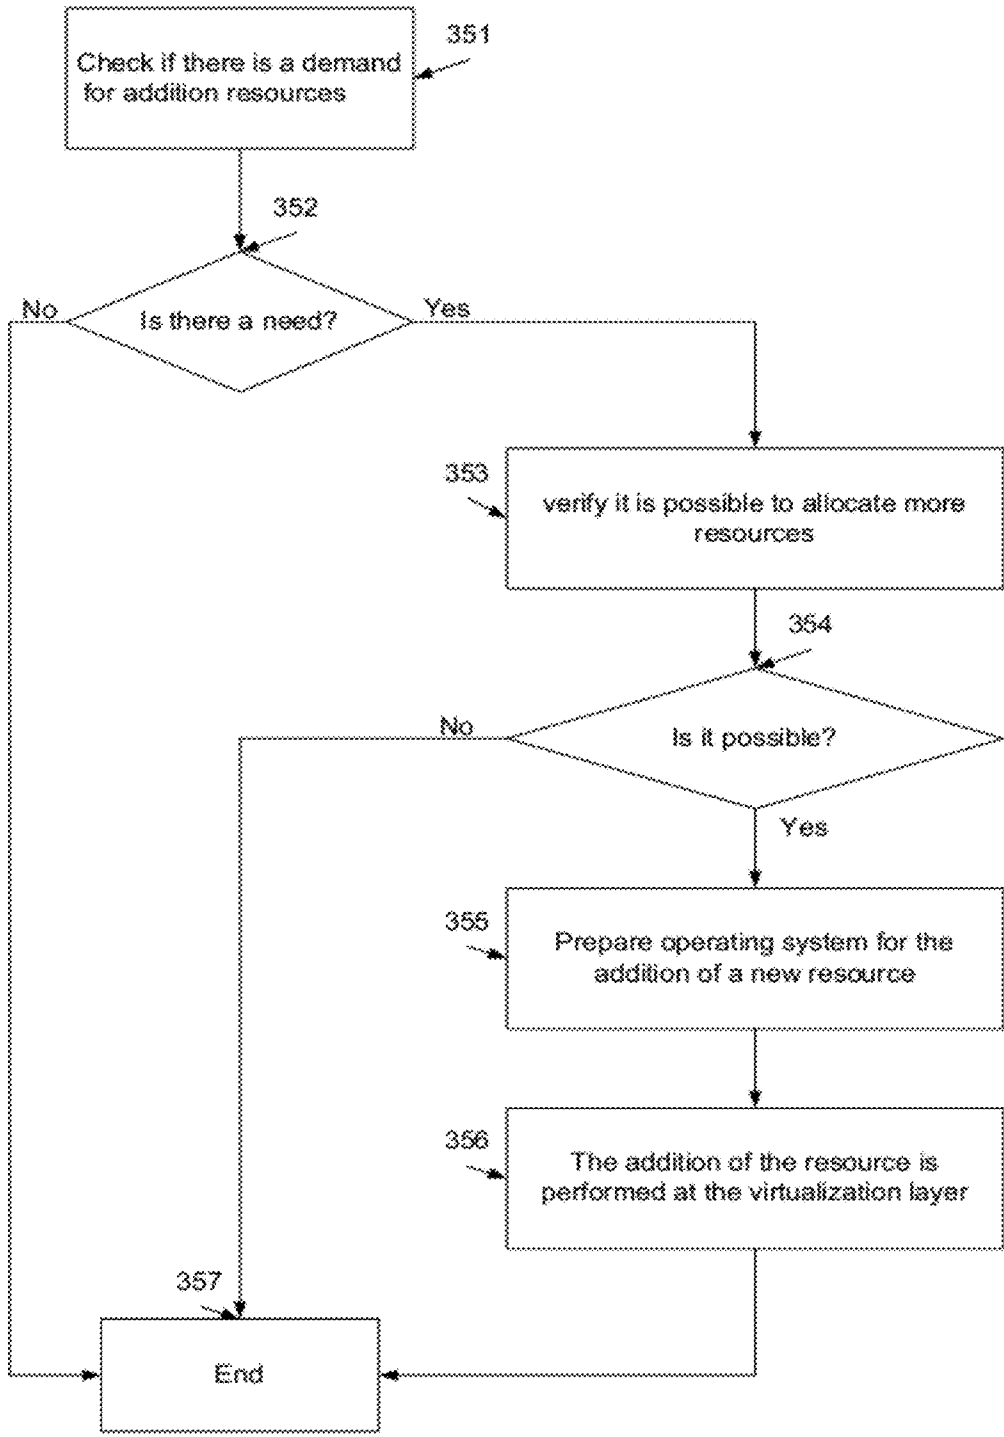 351
Check if there is a demand
for addition resources
352
No
Is there a need?
Yes
353
verify it is possible to allocate more
resources
354
No
Is it possible?
Yes
355
Prepare operating system for the
addition of a new resource
356
The addition of the resource is
performed at the virtualization layer
357
End